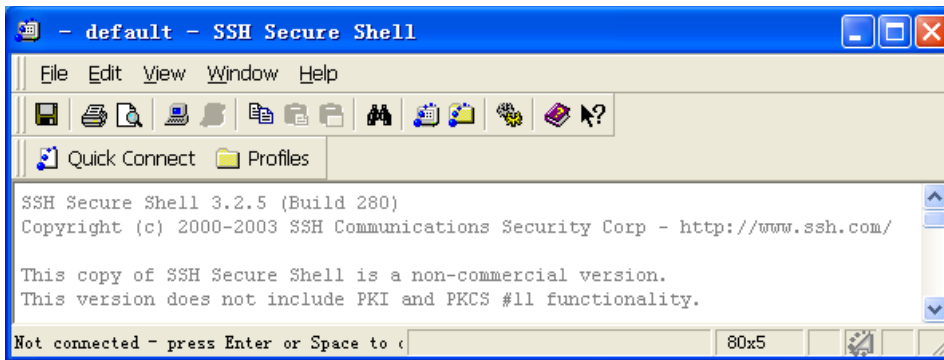 - default - SSH Secure Shell
File Edit View Window Help
Quick Connect Profiles
SSH Secure Shell 3.2.5 (Build 280)
Copyright (c) 2000-2003 SSH Communications Security Corp - http://www.ssh.com/
This copy of SSH Secure Shell is a non-commercial version.
This version does not include PKI and PKCS #11 functionality.
Not connected - press Enter or Space to c 80x5